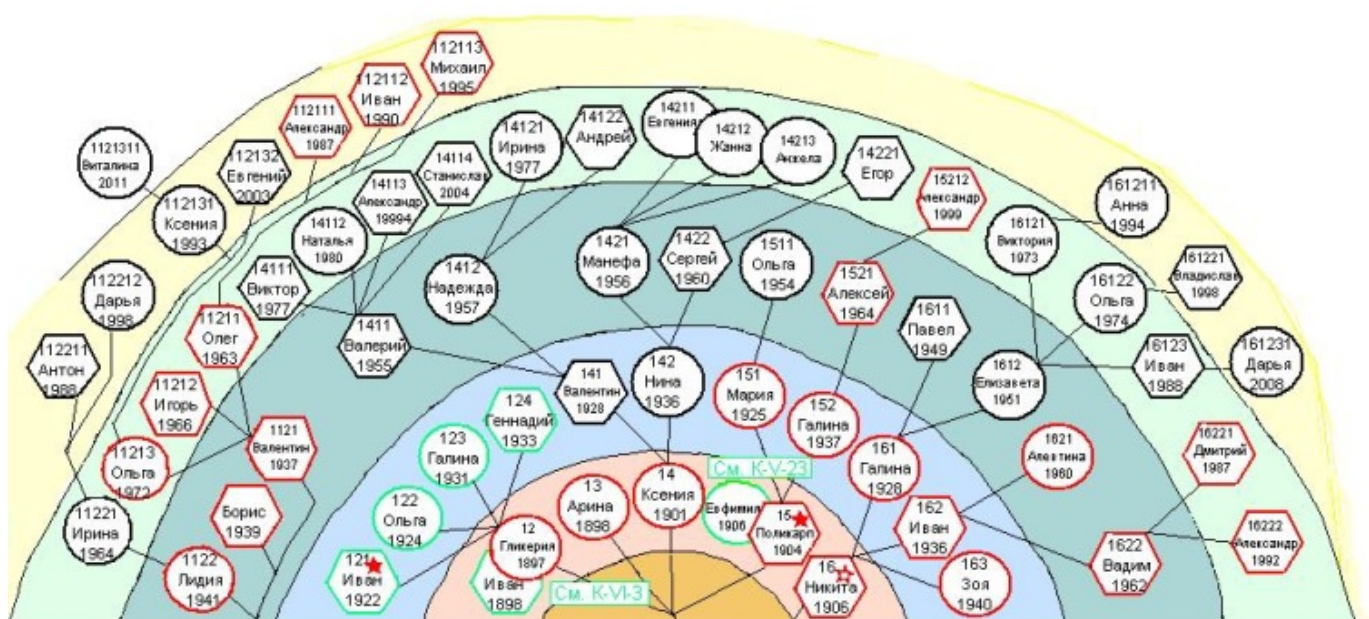 112113
Михаил
1995
112112
Иван
1990
112111
Александр
1987
1121311
Виталина
2011
112132
Евгений
2003
112131
Ксения
1993
14114
Станислав
2004
14113
Александр
19994
14112
Наталья
1980
14111
Виктор
1977
14121
Ирина
1977
14122
Андрей
14211
Евгения
14212
Жанна
14213
Анжела
14221
Егор
15212
Александр
1999
16121
Виктория
1973
161211
Анна
1994
16122
Ольга
1974
161221
Владислав
1998
16123
Иван
1988
161231
Дарья
2008
112212
Дарья
1998
112211
Антон
1988
11211
Олег
1963
11212
Игорь
1966
11213
Ольга
1972
11221
Ирина
1964
1411
Валерий
1955
1412
Надежда
1957
1421
Манефа
1956
1422
Сергей
1960
1511
Ольга
1954
1521
Алексей
1964
1611
Павел
1949
1612
Елизавета
1951
1621
Алевтина
1960
16221
Дмитрий
1987
16222
Александр
1992
1622
Вадим
1962
1121
Валентин
1937
Борис
1939
1122
Лидия
1941
121
Иван
1922
122
Ольга
1924
123
Галина
1931
124
Геннадий
1933
141
Валентин
1928
142
Нина
1936
151
Мария
1925
152
Галина
1937
161
Галина
1928
162
Иван
1936
163
Зоя
1940
12
Гликерия
1897
Иван
1898
См. K-VI-3
13
Арина
1898
14
Ксения
1901
См. K-V-23
Евфимия
1906
15
Поликарп
1904
16
Никита
1906